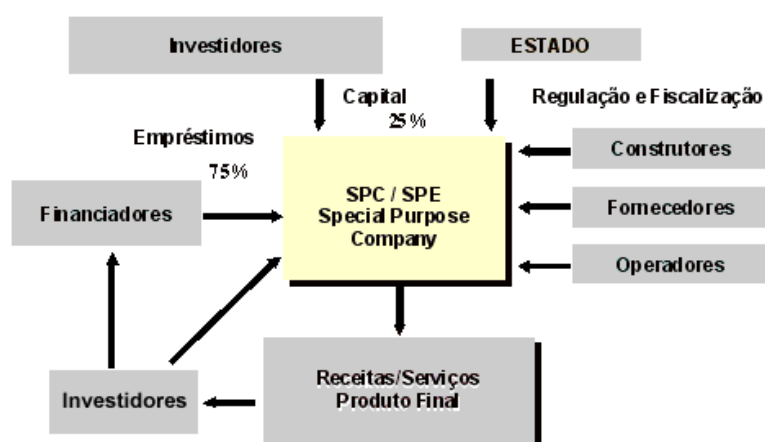 Investidores
ESTADO
Capital
25%
Regulação e Fiscalização
Empréstimos
75%
Construtores
SPC / SPE
Special Purpose
Company
Financiadores
Fornecedores
Operadores
Receitas/Serviços
Produto Final
Investidores